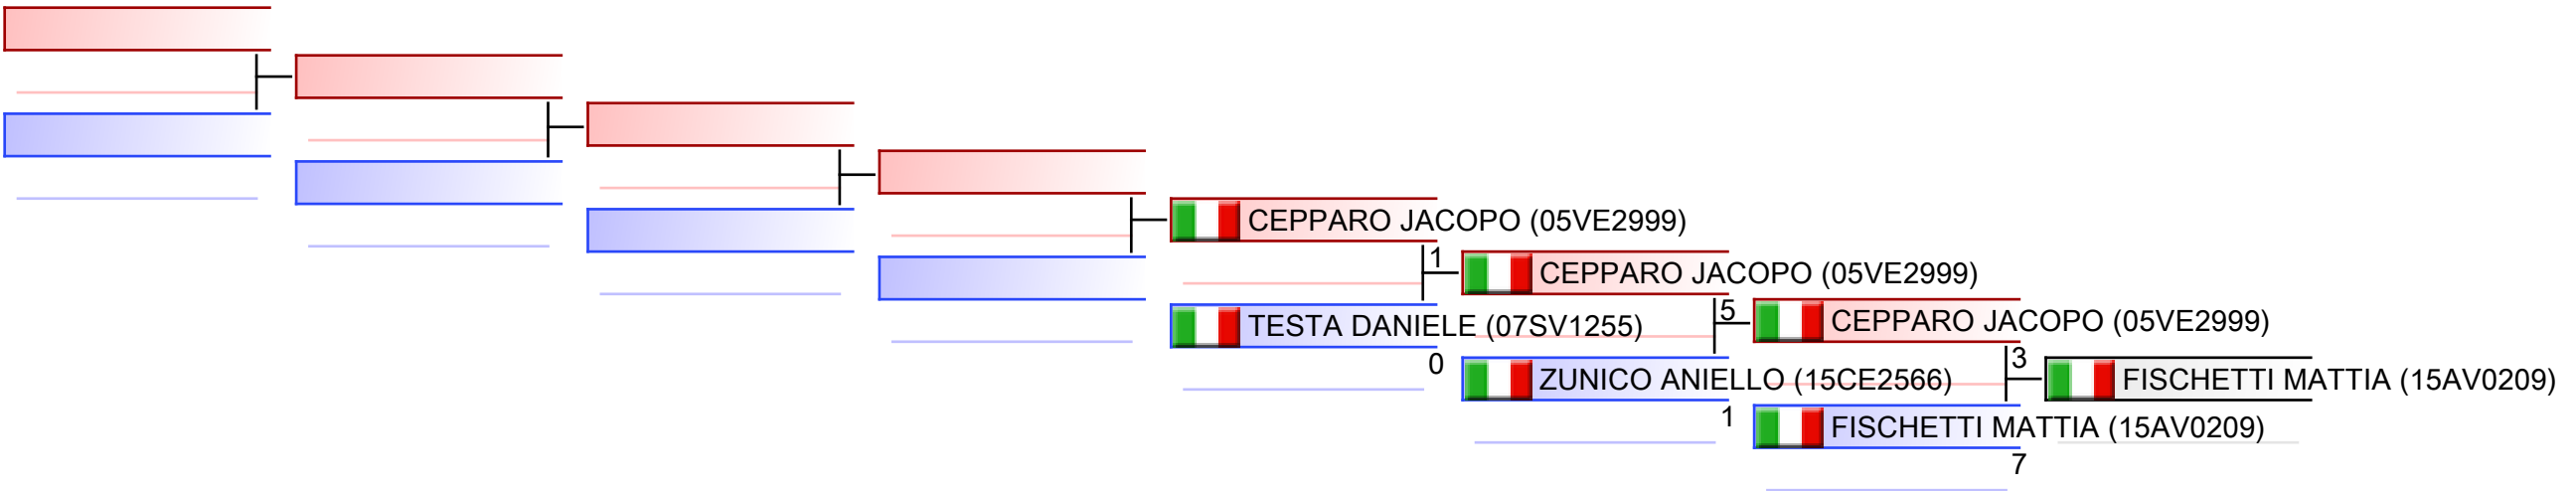 CEPPARO JACOPO (05VE2999)
1
CEPPARO JACOPO (05VE2999)
TESTA DANIELE (07SV1255)
0
5
CEPPARO JACOPO (05VE2999)
ZUNICO ANIELLO (15CE2566)
1
3
FISCHETTI MATTIA (15AV0209)
FISCHETTI MATTIA (15AV0209)
7